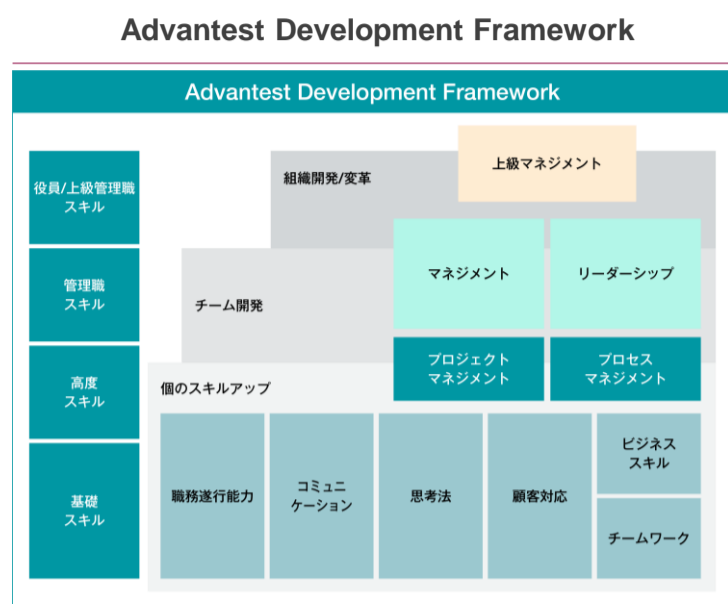 Advantest Development Framework
Advantest Development Framework
役員/上級管理職
スキル
組織開発/変革
上級マネジメント
管理職
スキル
チーム開発
マネジメント
リーダーシップ
高度
スキル
個のスキルアップ
プロジェクト
マネジメント
プロセス
マネジメント
基礎
スキル
職務遂行能力
コミュニ
ケーション
思考法
顧客対応
ビジネス
スキル
チームワーク